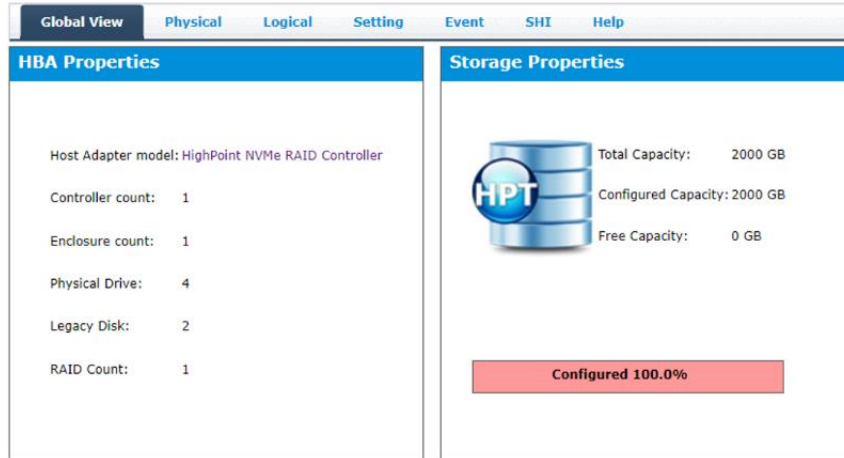 Global View Physical Logical Setting Event SHI Help
HBA Properties
Host Adapter model: HighPoint NVMe RAID Controller
Controller count: 1
Enclosure count: 1
Physical Drive: 4
Legacy Disk: 2
RAID Count: 1
Storage Properties
HPT
Total Capacity: 2000 GB
Configured Capacity: 2000 GB
Free Capacity: 0 GB
Configured 100.0%